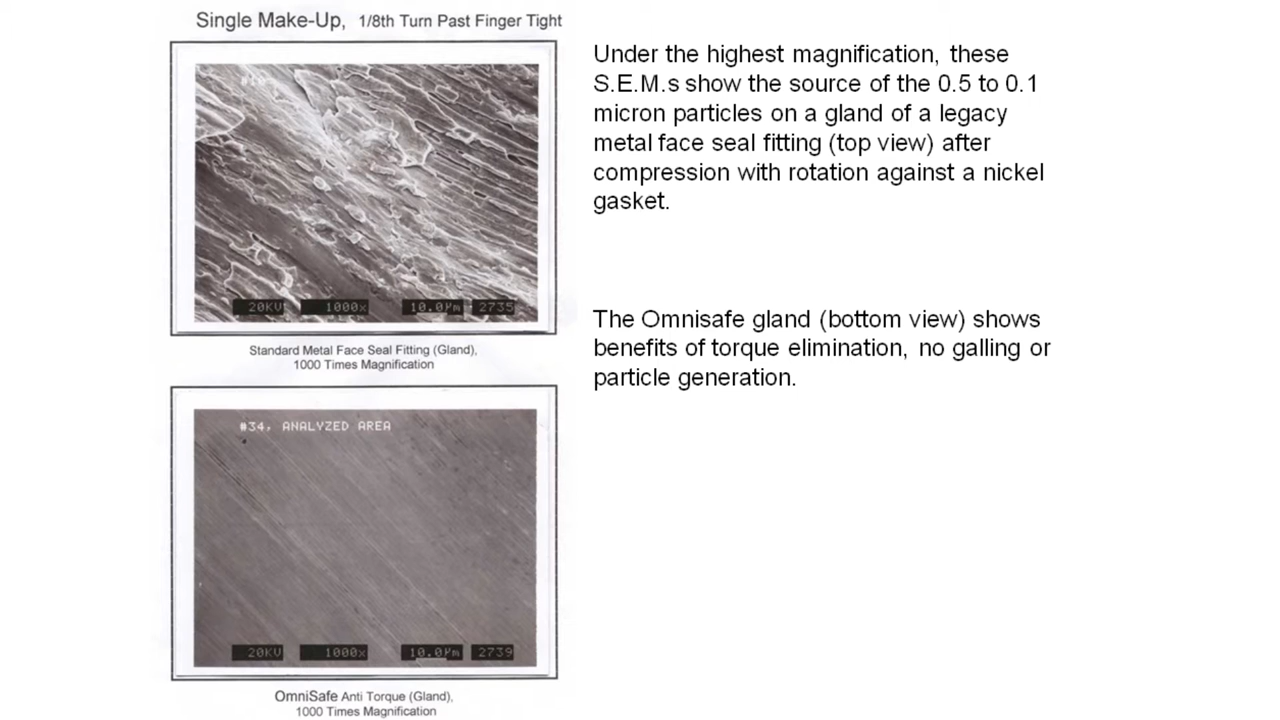 Single Make-Up, 1/8th Turn Past Finger Tight
20KU 1000x 10.0µm 2735
Standard Metal Face Seal Fitting (Gland),
1000 Times Magnification
#34, ANALYZED AREA
20KU 1000x 10.0µm 2739
OmniSafe Anti Torque (Gland),
1000 Times Magnification
Under the highest magnification, these
S.E.M.s show the source of the 0.5 to 0.1
micron particles on a gland of a legacy
metal face seal fitting (top view) after
compression with rotation against a nickel
gasket.
The Omnisafe gland (bottom view) shows
benefits of torque elimination, no galling or
particle generation.